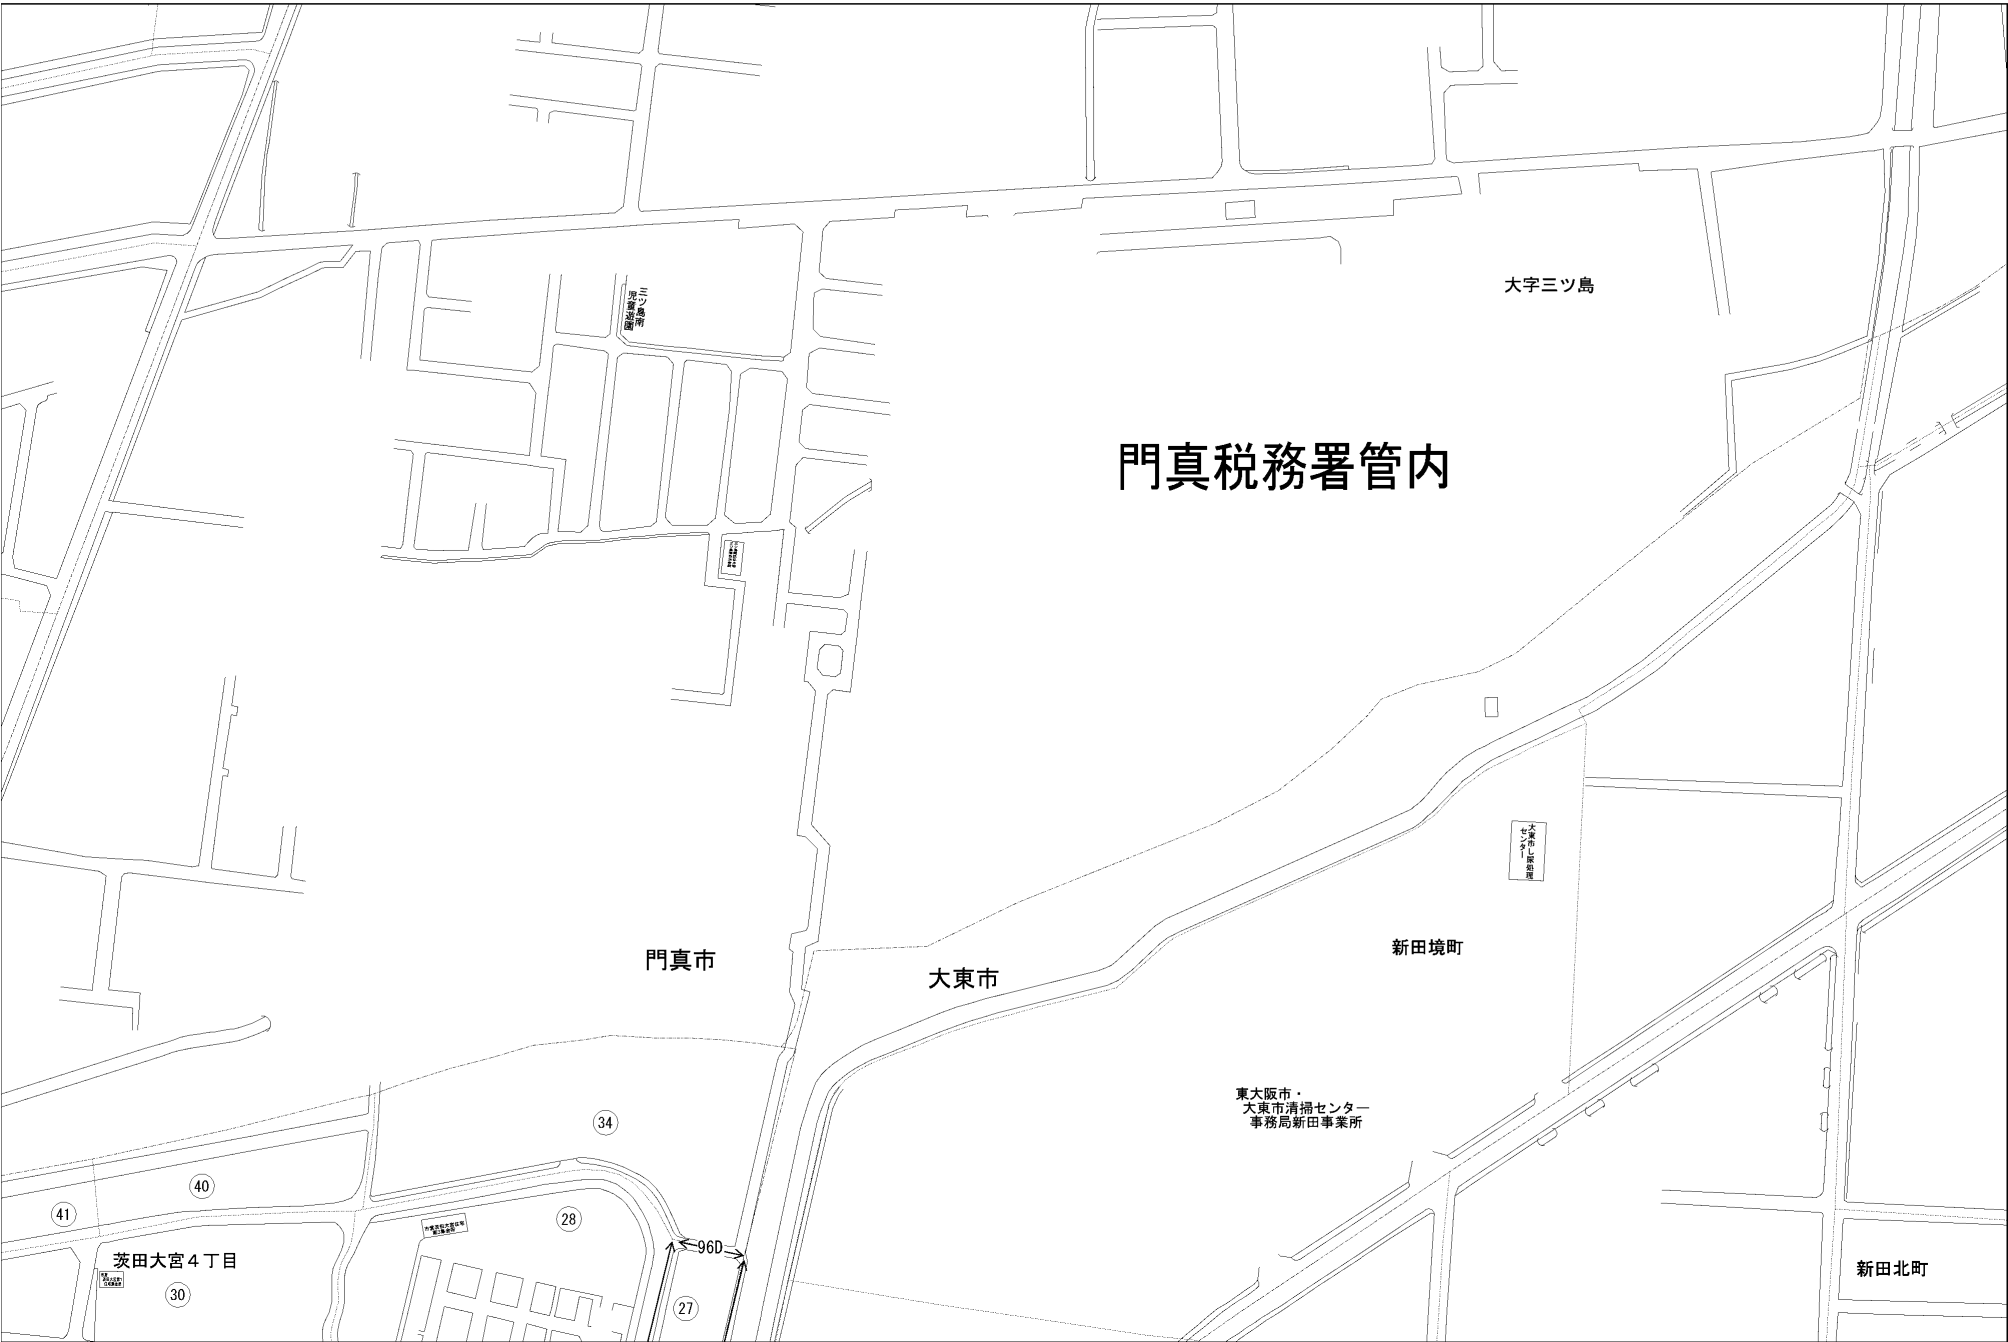 大字三ツ島
三ツ島南
児童遊園
門真税務署管内
大東市し尿処理
センター
門真市
大東市
新田境町
東大阪市・
大東市清掃センター
事務局新田事業所
34
40
41
28
96D
茨田大宮4丁目
30
27
新田北町